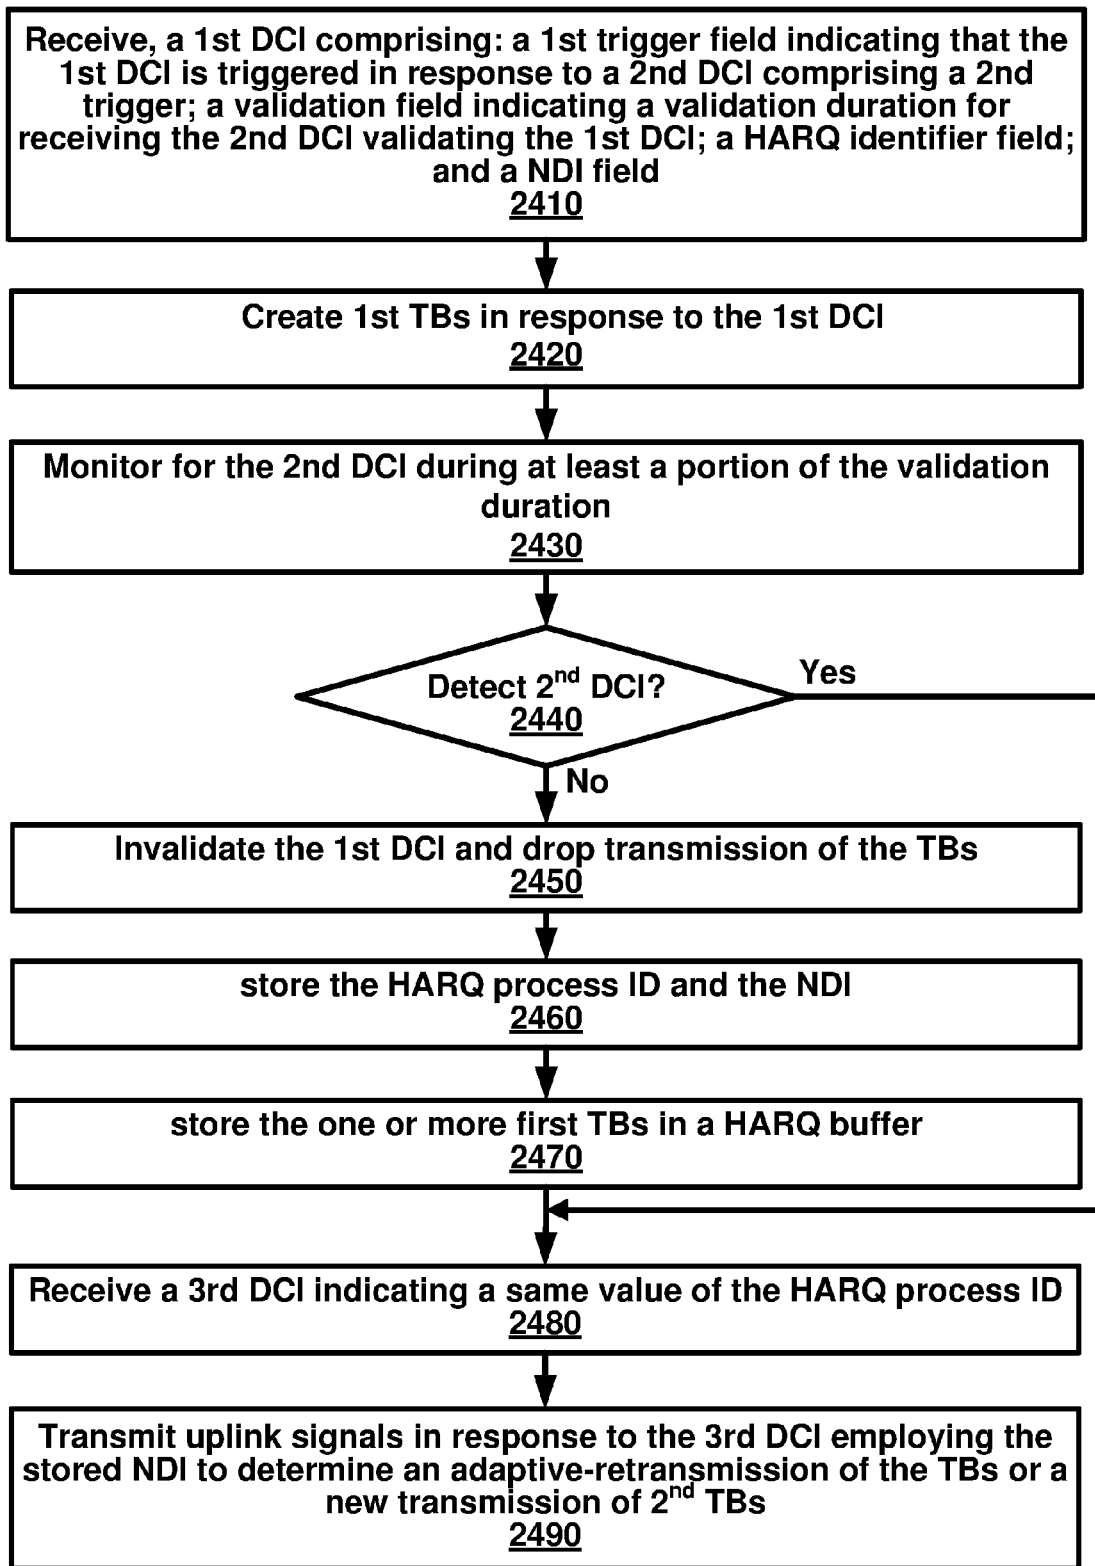 Receive, a 1st DCI comprising: a 1st trigger field indicating that the
1st DCI is triggered in response to a 2nd DCI comprising a 2nd
trigger; a validation field indicating a validation duration for
receiving the 2nd DCI validating the 1st DCI; a HARQ identifier field;
and a NDI field
2410
Create 1st TBs in response to the 1st DCI
2420
Monitor for the 2nd DCI during at least a portion of the validation
duration
2430
Detect 2nd DCI?
2440
Yes
No
Invalidate the 1st DCI and drop transmission of the TBs
2450
store the HARQ process ID and the NDI
2460
store the one or more first TBs in a HARQ buffer
2470
Receive a 3rd DCI indicating a same value of the HARQ process ID
2480
Transmit uplink signals in response to the 3rd DCI employing the
stored NDI to determine an adaptive-retransmission of the TBs or a
new transmission of 2nd TBs
2490